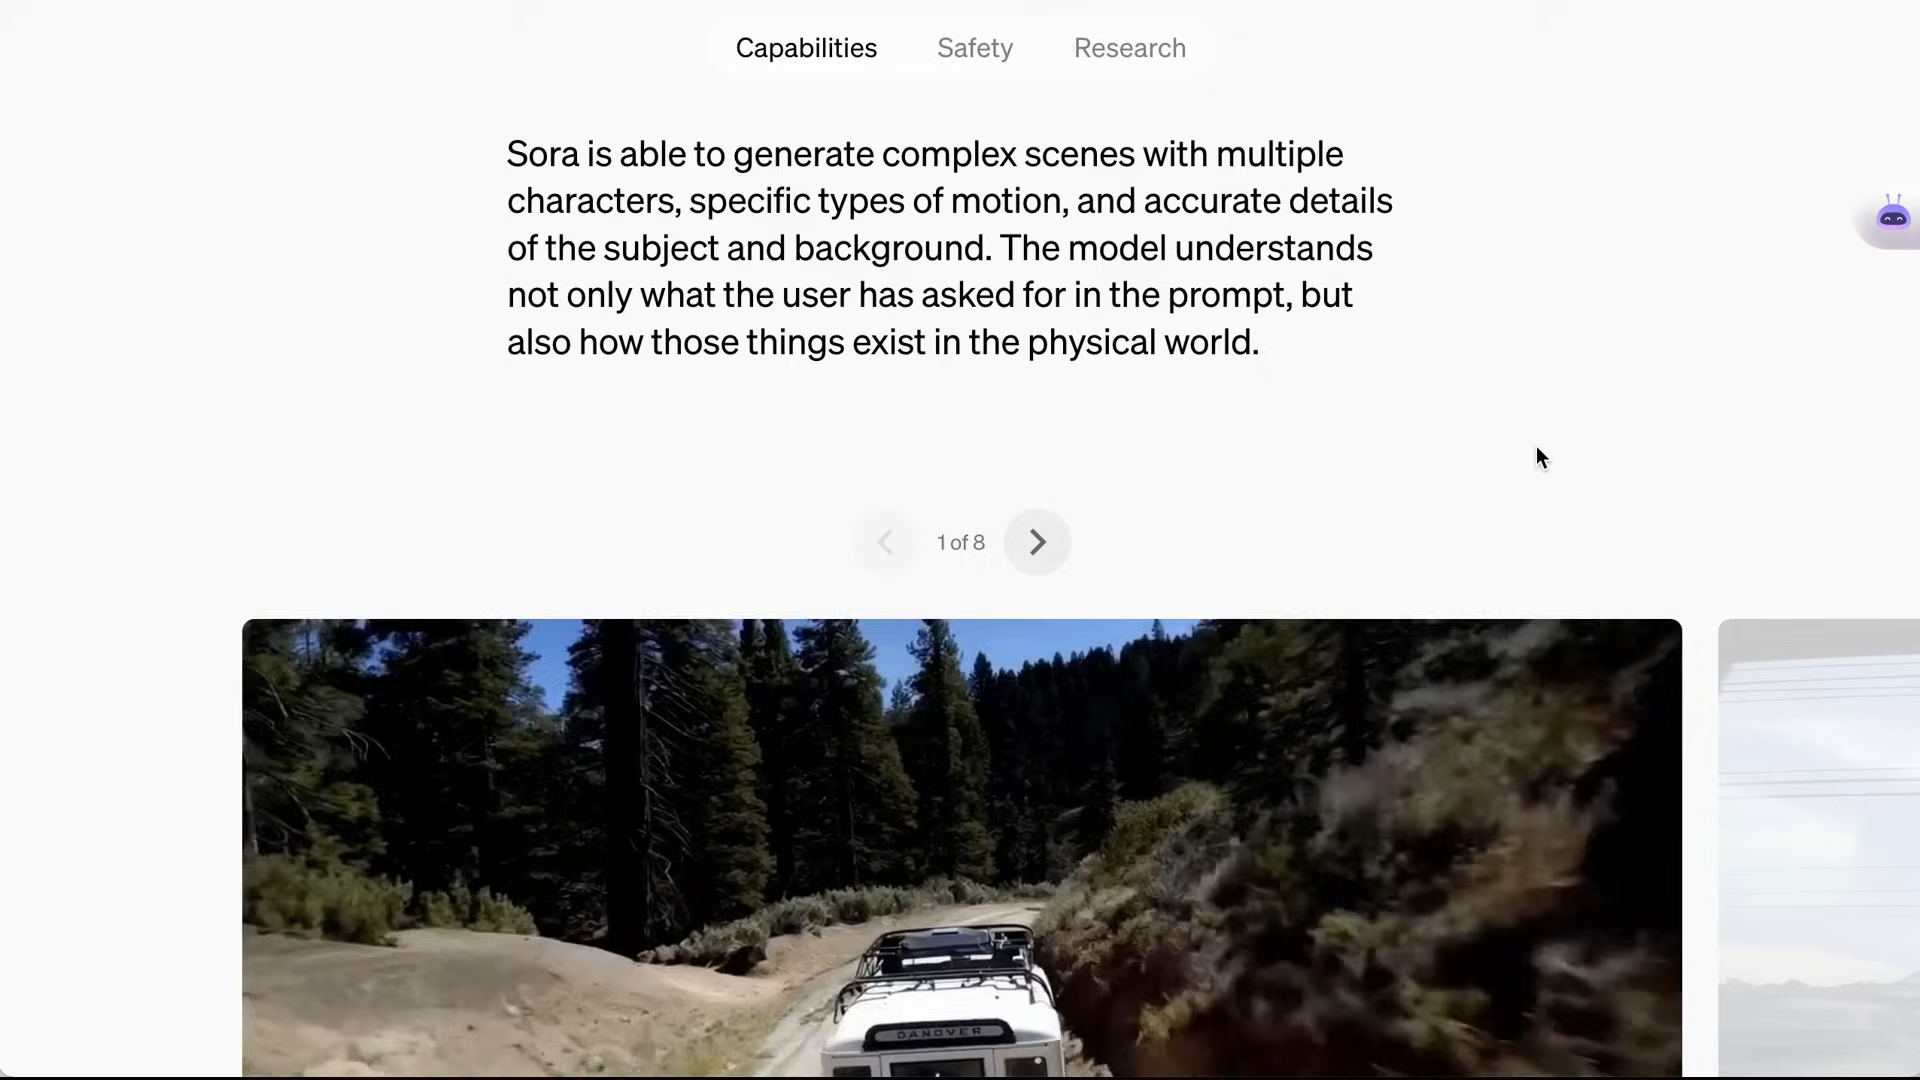 Capabilities Safety Research
Sora is able to generate complex scenes with multiple
characters, specific types of motion, and accurate details
of the subject and background. The model understands
not only what the user has asked for in the prompt, but
also how those things exist in the physical world.
1 of 8
DANOVER